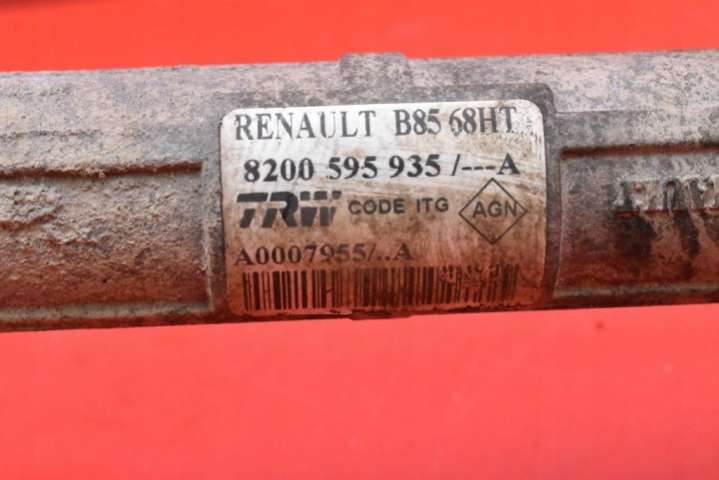 RENAULT B85 68HT
8200 595 935 /---A
TRW CODE ITG AGN
A0007955/..A